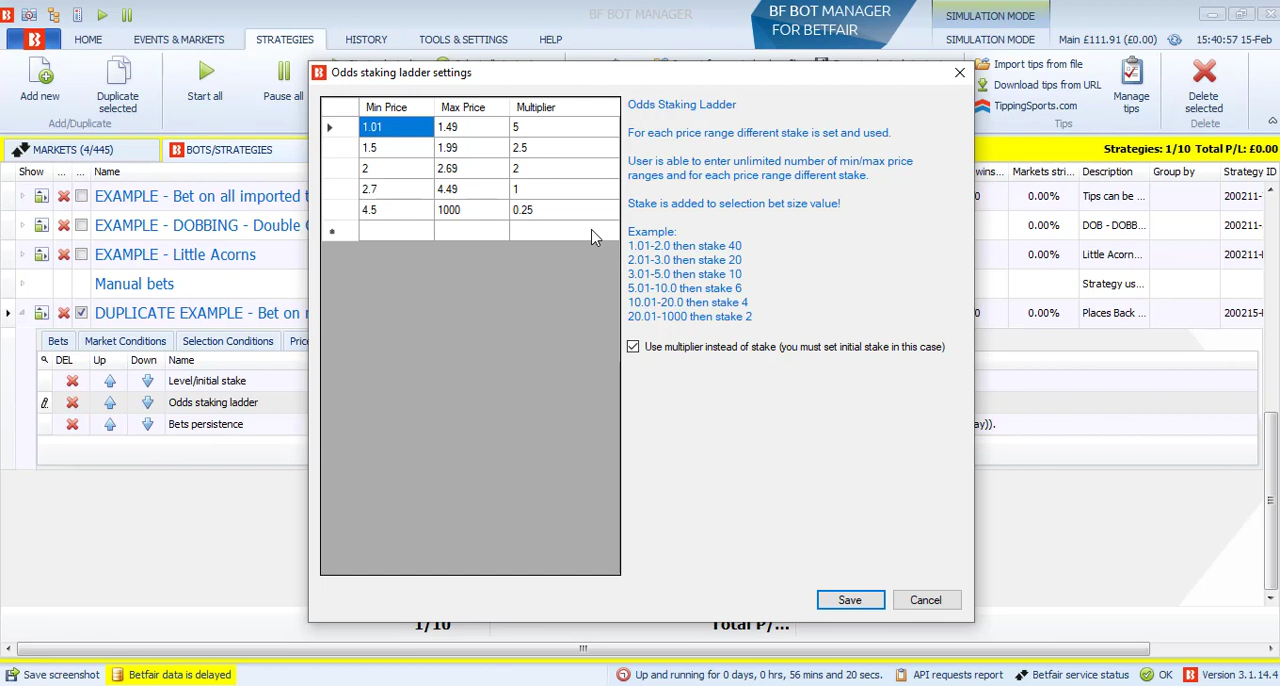 BF BOT MANAGER
BF BOT MANAGER FOR BETFAIR
SIMULATION MODE
HOME EVENTS & MARKETS STRATEGIES HISTORY TOOLS & SETTINGS HELP
SIMULATION MODE Main £111.91 (£0.00) 15:40:57 15-Feb
Add new
Duplicate selected
Start all
Pause all
Add/Duplicate
Import tips from file
Download tips from URL
TippingSports.com
Manage tips
Tips
Delete selected
Delete
MARKETS (4/445) BOTS/STRATEGIES Strategies: 1/10 Total P/L: £0.00
Show ... ... Name
wins... Markets stri... Description Group by Strategy ID
EXAMPLE - Bet on all imported t
0.00% Tips can be ... 200211-
EXAMPLE - DOBBING - Double
0.00% DOB - DOBB... 200211-
EXAMPLE - Little Acorns
0.00% Little Acorn... 200211-
Manual bets
Strategy us...
DUPLICATE EXAMPLE - Bet on
0.00% Places Back ... 200215-
Bets Market Conditions Selection Conditions Pric
DEL Up Down Name
Level/initial stake
Odds staking ladder
Bets persistence
ay)).
Odds staking ladder settings
Min Price Max Price Multiplier
1.01 1.49 5
1.5 1.99 2.5
2 2.69 2
2.7 4.49 1
4.5 1000 0.25
*
Odds Staking Ladder
For each price range different stake is set and used.
User is able to enter unlimited number of min/max price
ranges and for each price range different stake.
Stake is added to selection bet size value!
Example:
1.01-2.0 then stake 40
2.01-3.0 then stake 20
3.01-5.0 then stake 10
5.01-10.0 then stake 6
10.01-20.0 then stake 4
20.01-1000 then stake 2
Use multiplier instead of stake (you must set initial stake in this case)
Save Cancel
1/10 Total P/...
Save screenshot Betfair data is delayed Up and running for 0 days, 0 hrs, 56 mins and 20 secs. API requests report Betfair service status OK Version 3.1.14.4